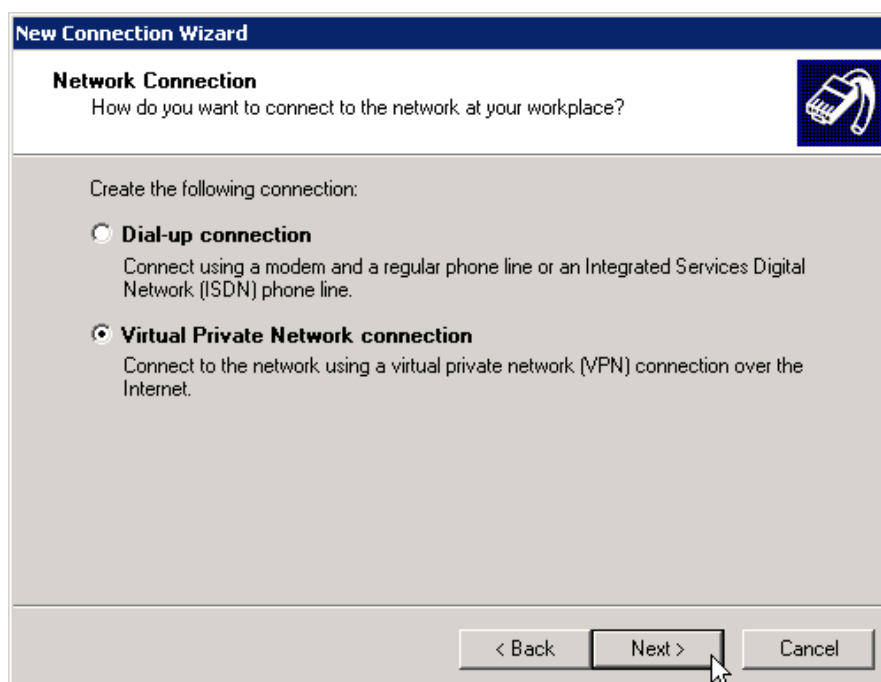 New Connection Wizard
Network Connection
How do you want to connect to the network at your workplace?
Create the following connection:
Dial-up connection
Connect using a modem and a regular phone line or an Integrated Services Digital
Network (ISDN) phone line.
Virtual Private Network connection
Connect to the network using a virtual private network (VPN) connection over the
Internet.
< Back
Next >
Cancel